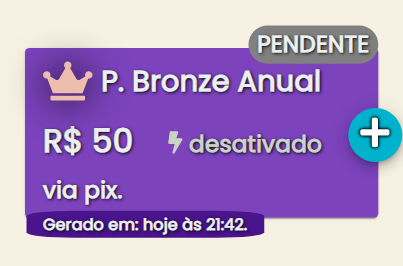 PENDENTE
P. Bronze Anual
R$ 50 desativado
via pix.
Gerado em: hoje às 21:42.